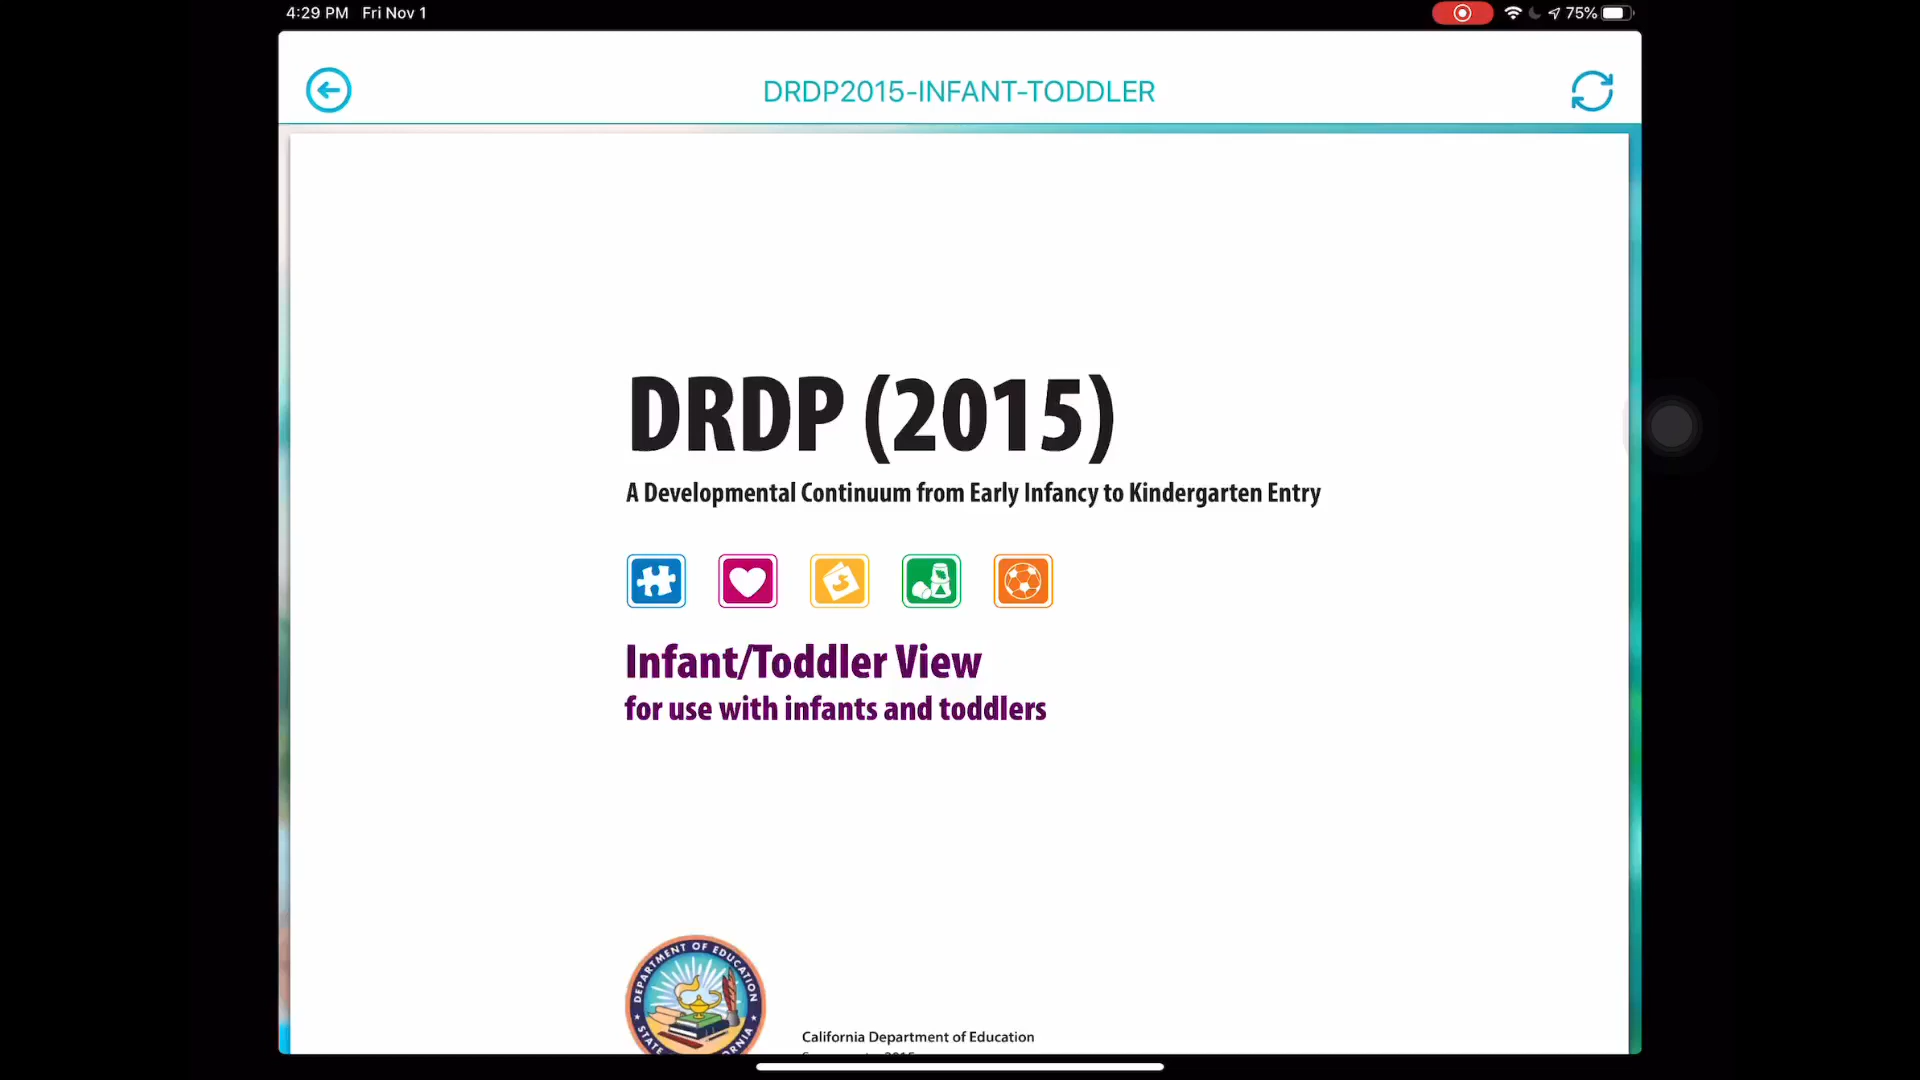 4:29 PM Fri Nov 1
75%
DRDP2015-INFANT-TODDLER
DRDP (2015)
A Developmental Continuum from Early Infancy to Kindergarten Entry
Infant/Toddler View
for use with infants and toddlers
DEPARTMENT OF EDUCATION
STATE
California Department of Education